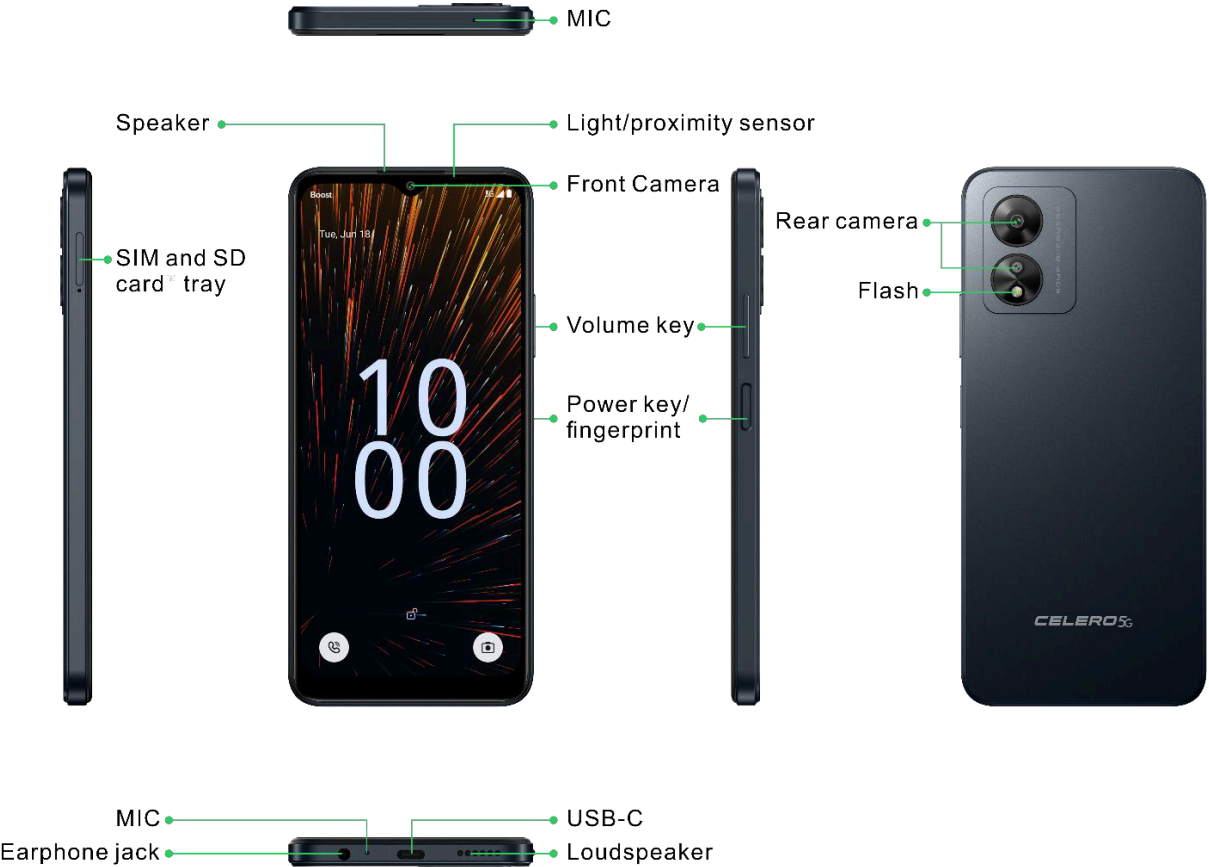 MIC
Speaker
Light/proximity sensor
Front Camera
Boost
5G
Tue, Jun 18
Rear camera
SIM and SD
card tray
Flash
Volume key
10
00
Power key/
fingerprint
CELERO5G
MIC
USB-C
Earphone jack
Loudspeaker